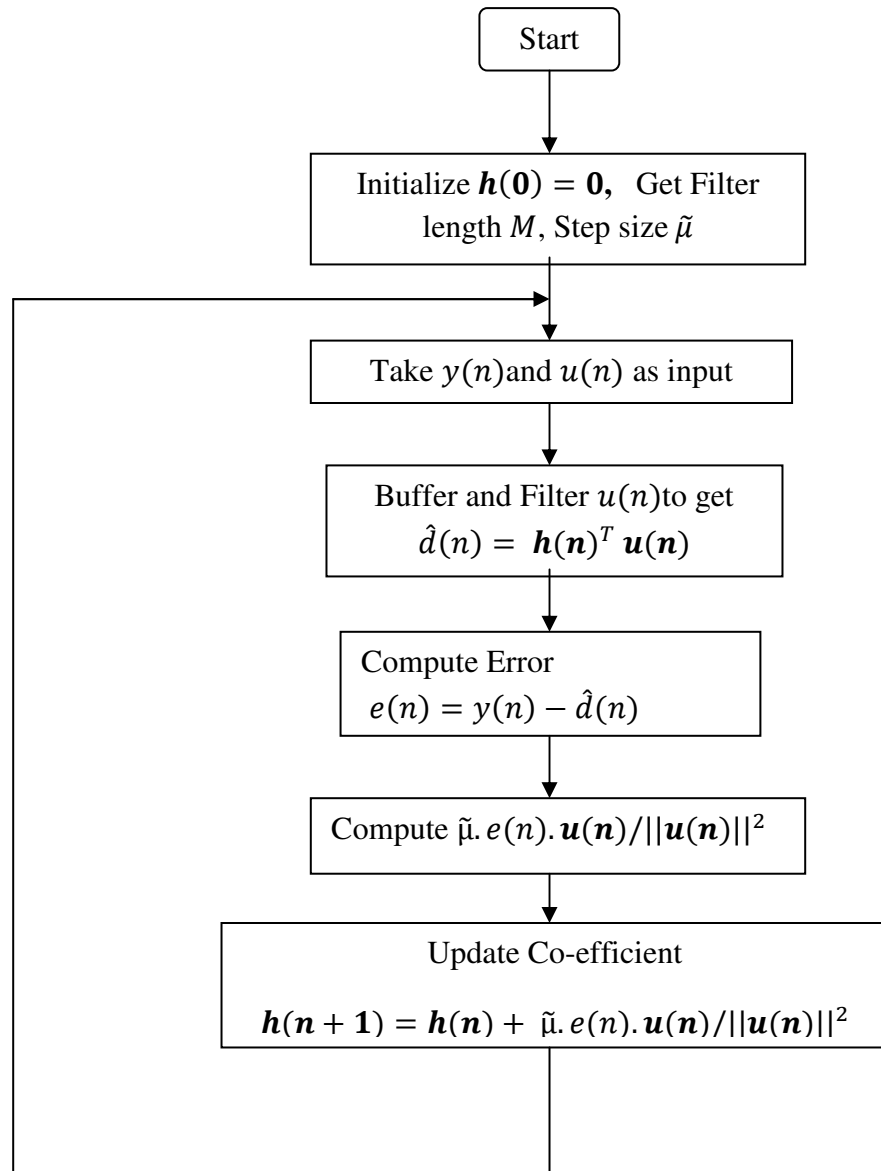 Start
Initialize h(0) = 0, Get Filter
length M, Step size μ̃
Take y(n)and u(n) as input
Buffer and Filter u(n)to get
d̂(n) = h(n)ᵀ u(n)
Compute Error
e(n) = y(n) − d̂(n)
Compute μ̃. e(n). u(n)/||u(n)||²
Update Co-efficient
h(n + 1) = h(n) + μ̃. e(n). u(n)/||u(n)||²